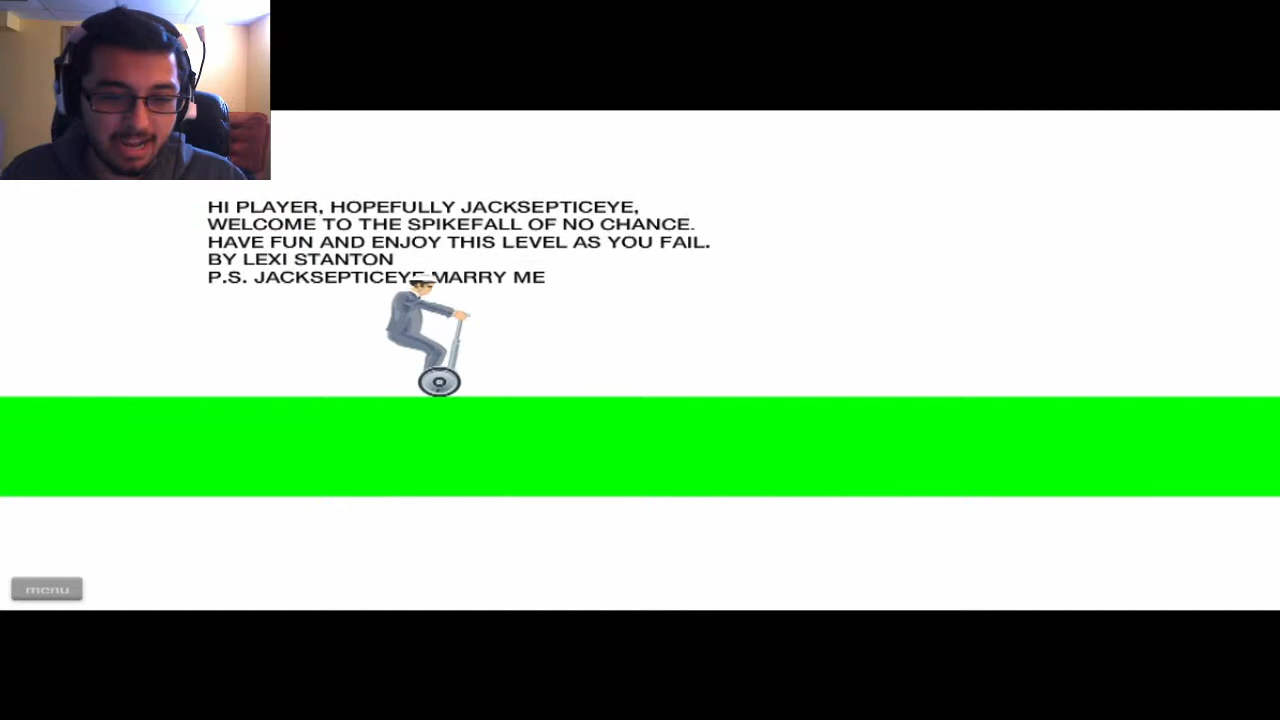 HI PLAYER, HOPEFULLY JACKSEPTICEYE,
WELCOME TO THE SPIKEFALL OF NO CHANCE.
HAVE FUN AND ENJOY THIS LEVEL AS YOU FAIL.
BY LEXI STANTON
P.S. JACKSEPTICEYE MARRY ME
menu